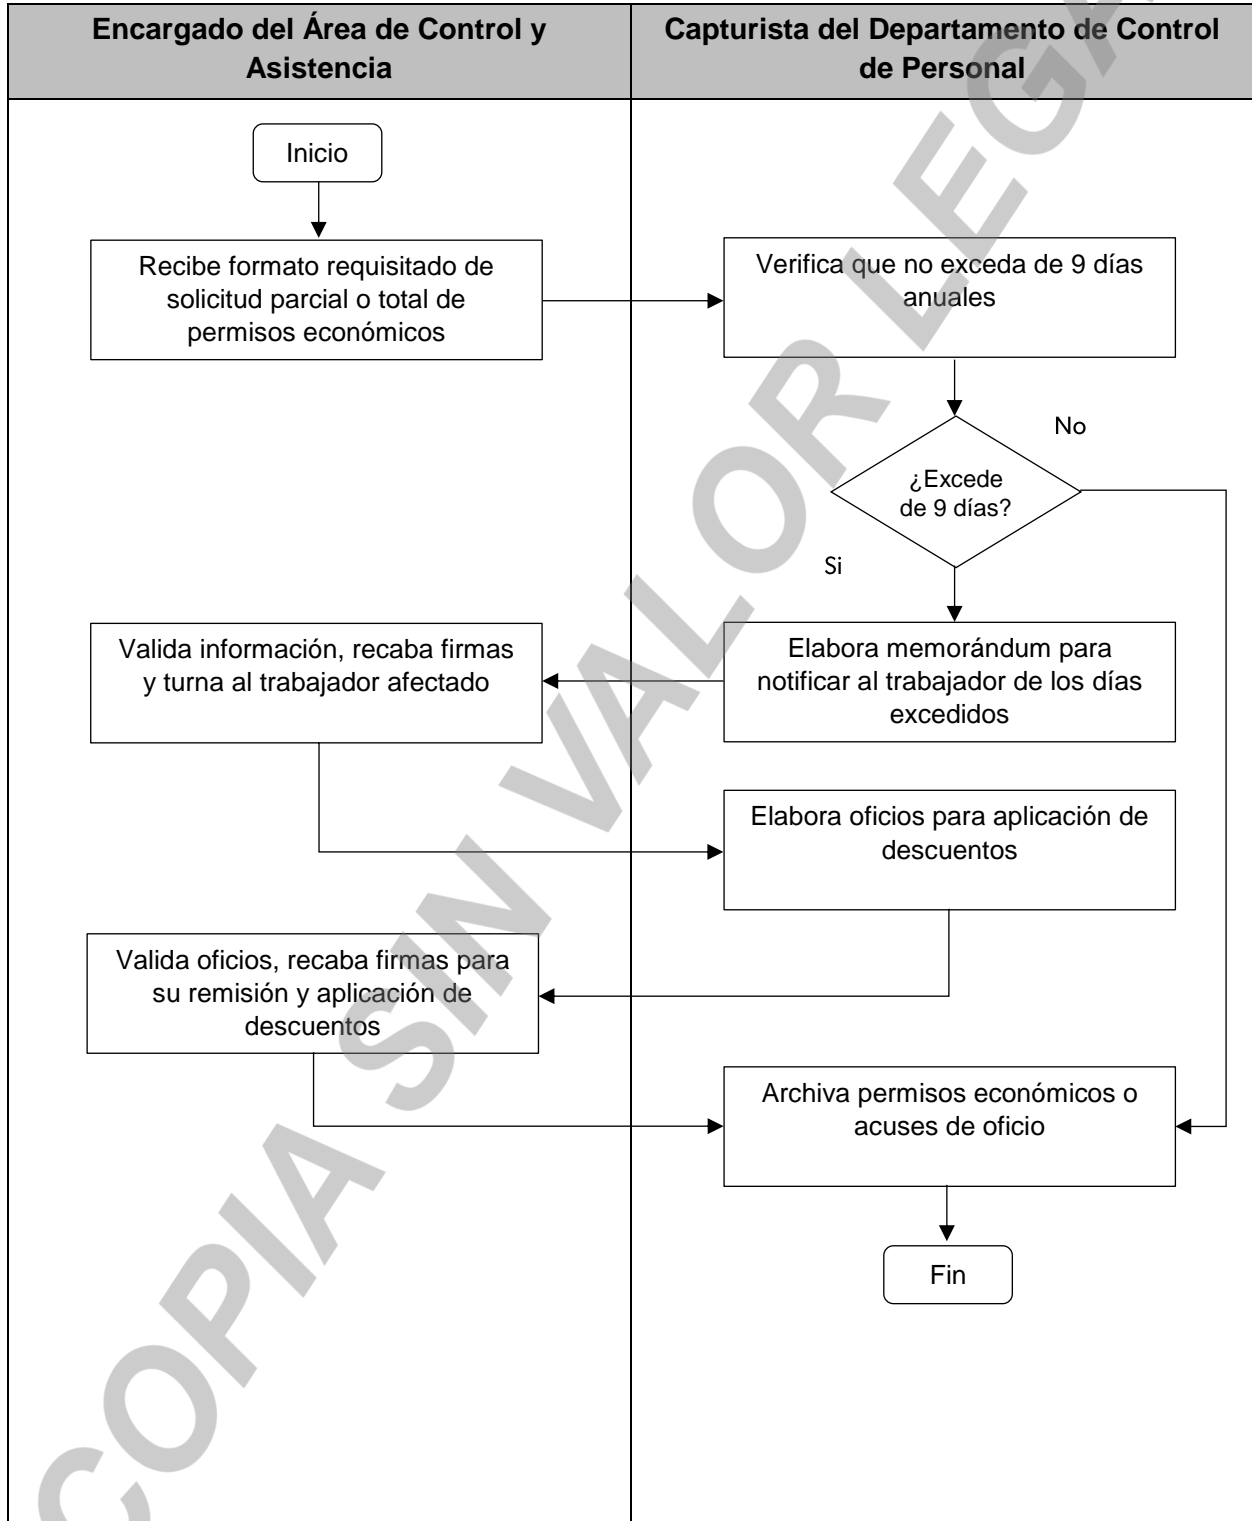 Encargado del Área de Control y
Asistencia
Capturista del Departamento de Control
de Personal
Inicio
Recibe formato requisitado de
solicitud parcial o total de
permisos económicos
Verifica que no exceda de 9 días
anuales
No
¿Excede
de 9 días?
Si
Valida información, recaba firmas
y turna al trabajador afectado
Elabora memorándum para
notificar al trabajador de los días
excedidos
Elabora oficios para aplicación de
descuentos
Valida oficios, recaba firmas para
su remisión y aplicación de
descuentos
Archiva permisos económicos o
acuses de oficio
Fin
COPIA SIN VALOR LEGA